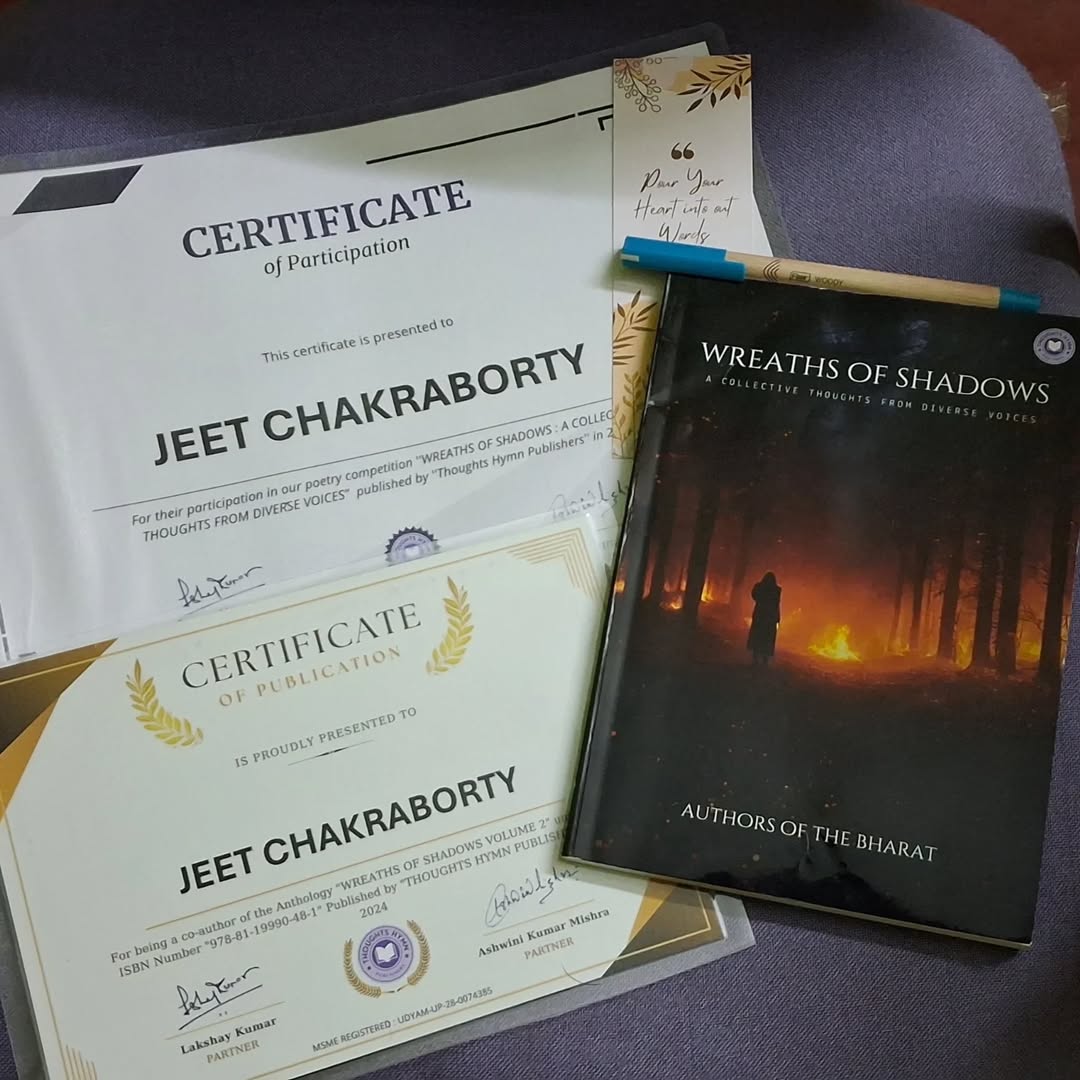 CERTIFICATE
of Participation
This certificate is presented to
JEET CHAKRABORTY
For their participation in our poetry competition "WREATHS OF SHADOWS : A COLLEC
THOUGHTS FROM DIVERSE VOICES" published by "Thoughts Hymn Publishers" in 2
“
Pour Your
Heart into out
Words
WOODY
WREATHS OF SHADOWS
A COLLECTIVE THOUGHTS FROM DIVERSE VOICES
AUTHORS OF THE BHARAT
CERTIFICATE
OF PUBLICATION
IS PROUDLY PRESENTED TO
JEET CHAKRABORTY
For being a co-author of the Anthology "WREATHS OF SHADOWS VOLUME 2" u
ISBN Number "978-81-19990-48-1" Published by "THOUGHTS HYMN PUBLISH
2024
THOUGHTS HYMN
Lakshay Kumar
PARTNER
Ashwini Kumar Mishra
PARTNER
MSME REGISTERED : UDYAM-UP-28-0074385